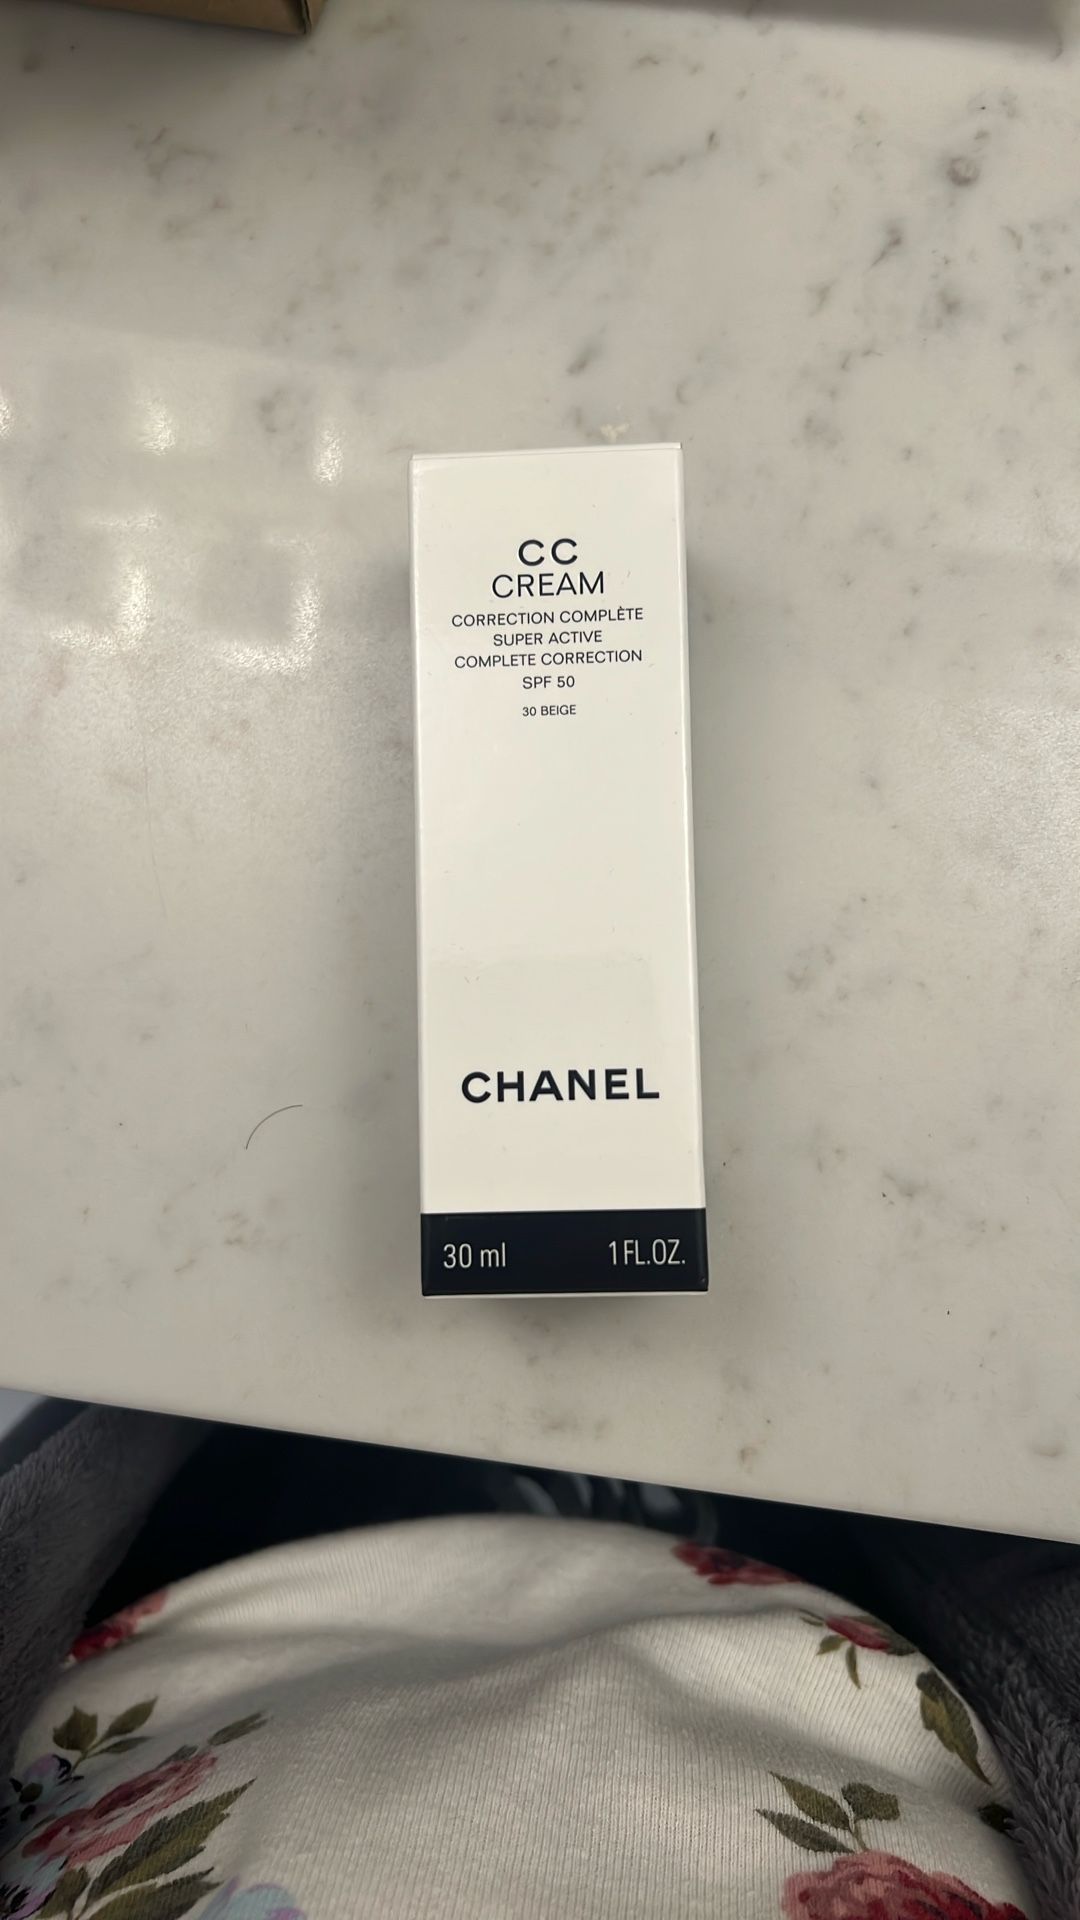 CC
CREAM
CORRECTION COMPLÈTE
SUPER ACTIVE
COMPLETE CORRECTION
SPF 50
30 BEIGE
CHANEL
30 ml 1 FL.OZ.